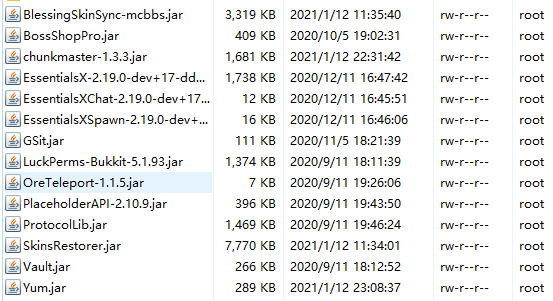 BlessingSkinSync-mcbbs.jar 3,319 KB 2021/1/12 11:35:40 rw-r--r-- root
BossShopPro.jar 409 KB 2020/10/5 19:02:31 rw-r--r-- root
chunkmaster-1.3.3.jar 1,681 KB 2021/1/12 22:31:42 rw-r--r-- root
EssentialsX-2.19.0-dev+17-dd... 1,738 KB 2020/12/11 16:47:42 rw-r--r-- root
EssentialsXChat-2.19.0-dev+17... 12 KB 2020/12/11 16:45:51 rw-r--r-- root
EssentialsXSpawn-2.19.0-dev+... 16 KB 2020/12/11 16:46:06 rw-r--r-- root
GSit.jar 111 KB 2020/11/5 18:21:39 rw-r--r-- root
LuckPerms-Bukkit-5.1.93.jar 1,374 KB 2020/9/11 18:11:39 rw-r--r-- root
OreTeleport-1.1.5.jar 7 KB 2020/9/11 19:26:06 rw-r--r-- root
PlaceholderAPI-2.10.9.jar 396 KB 2020/9/11 19:43:50 rw-r--r-- root
ProtocolLib.jar 1,469 KB 2020/9/11 19:46:24 rw-r--r-- root
SkinsRestorer.jar 7,770 KB 2021/1/12 11:34:01 rw-r--r-- root
Vault.jar 266 KB 2020/9/11 18:12:52 rw-r--r-- root
Yum.jar 289 KB 2021/1/12 23:08:37 rw-r--r-- root